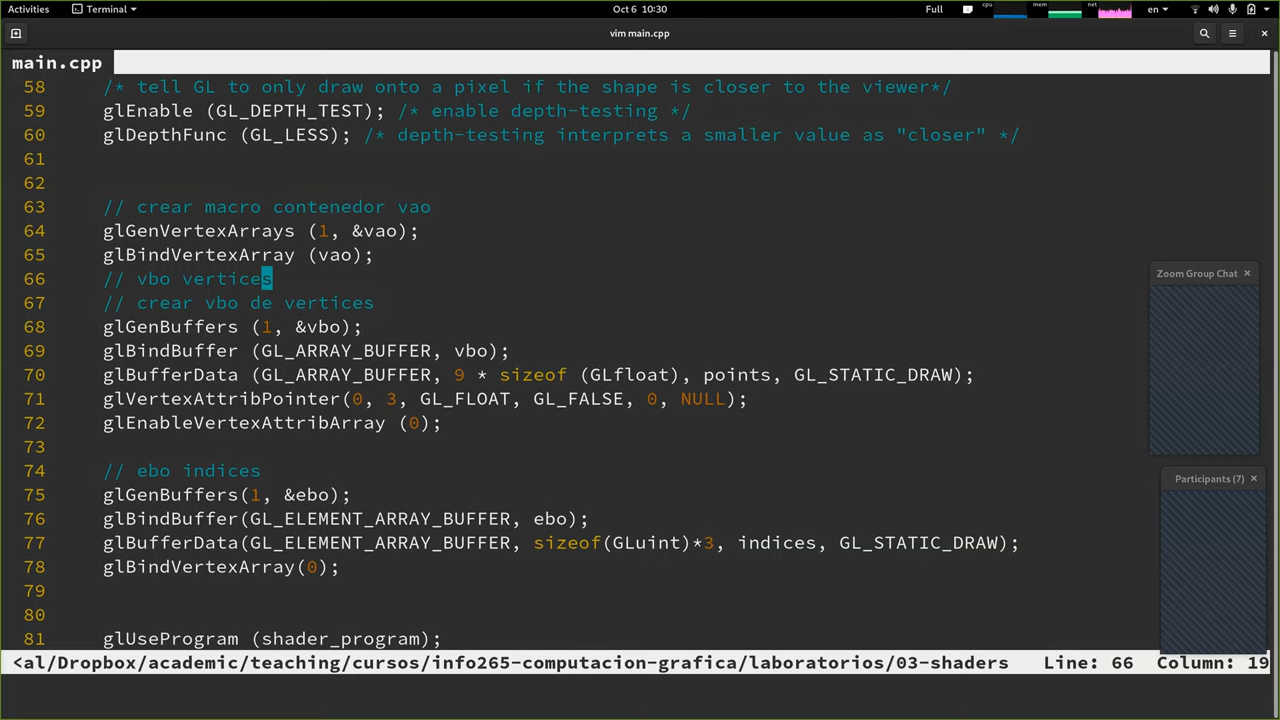 Activities Terminal Oct 6 10:30 Full cpu mem net en
vim main.cpp
main.cpp
58 /* tell GL to only draw onto a pixel if the shape is closer to the viewer*/
59 glEnable (GL_DEPTH_TEST); /* enable depth-testing */
60 glDepthFunc (GL_LESS); /* depth-testing interprets a smaller value as "closer" */
61
62
63 // crear macro contenedor vao
64 glGenVertexArrays (1, &vao);
65 glBindVertexArray (vao);
66 // vbo vertices
67 // crear vbo de vertices
68 glGenBuffers (1, &vbo);
69 glBindBuffer (GL_ARRAY_BUFFER, vbo);
70 glBufferData (GL_ARRAY_BUFFER, 9 * sizeof (GLfloat), points, GL_STATIC_DRAW);
71 glVertexAttribPointer(0, 3, GL_FLOAT, GL_FALSE, 0, NULL);
72 glEnableVertexAttribArray (0);
73
74 // ebo indices
75 glGenBuffers(1, &ebo);
76 glBindBuffer(GL_ELEMENT_ARRAY_BUFFER, ebo);
77 glBufferData(GL_ELEMENT_ARRAY_BUFFER, sizeof(GLuint)*3, indices, GL_STATIC_DRAW);
78 glBindVertexArray(0);
79
80
81 glUseProgram (shader_program);
Zoom Group Chat
Participants (7)
<al/Dropbox/academic/teaching/cursos/info265-computacion-grafica/laboratorios/03-shaders Line: 66 Column: 19